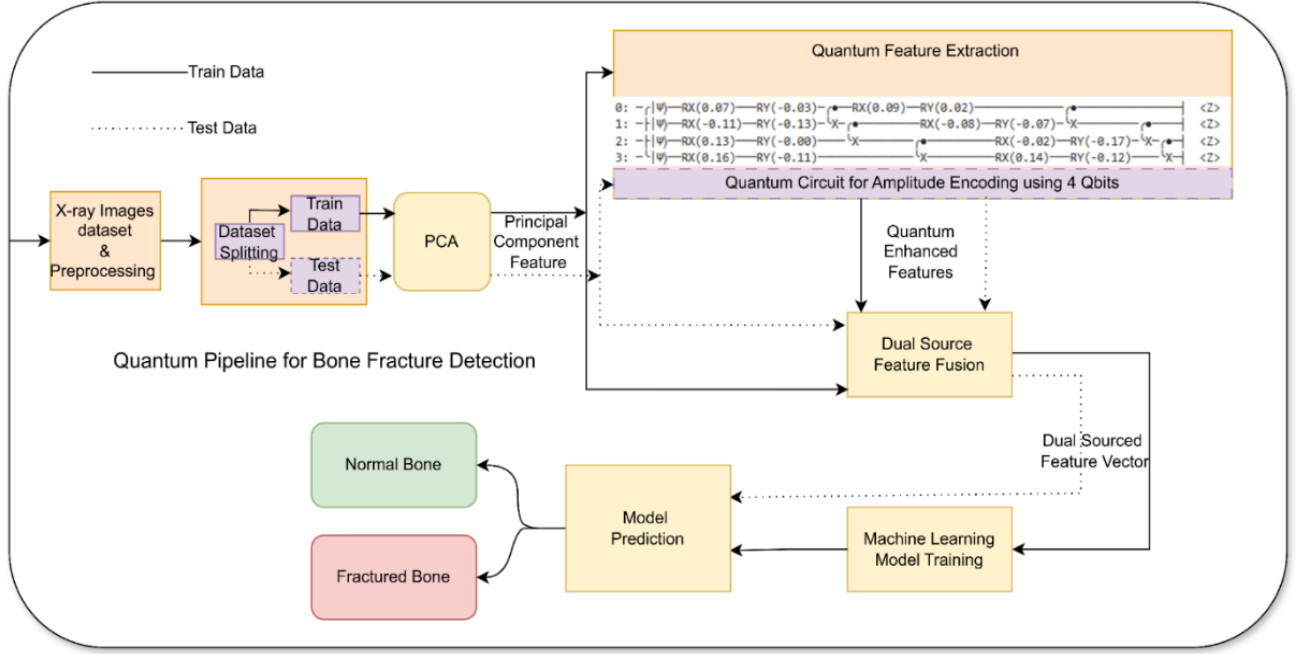 Train Data
Test Data
Quantum Feature Extraction
0: ─╭|Ψ⟩──RX(0.07)───RY(-0.03)─╭●──RX(0.09)───RY(0.02)──────────────╭●──────────────┤  <Z>
1: ─├|Ψ⟩──RX(-0.11)──RY(-0.13)─╰X─╭●──────────RX(-0.08)──RY(-0.07)─╰X────────╭●────┤  <Z>
2: ─├|Ψ⟩──RX(0.13)───RY(-0.00)────╰X─────────╭●──────────RX(-0.02)──RY(-0.17)─╰X─╭●─┤  <Z>
3: ─╰|Ψ⟩──RX(0.16)───RY(-0.11)───────────────╰X──────────RX(0.14)───RY(-0.12)────╰X─┤  <Z>
Quantum Circuit for Amplitude Encoding using 4 Qbits
X-ray Images
dataset
&
Preprocessing
Dataset
Splitting
Train
Data
Test
Data
PCA
Principal
Component
Feature
Quantum
Enhanced
Features
Dual Source
Feature Fusion
Quantum Pipeline for Bone Fracture Detection
Dual Sourced
Feature Vector
Normal Bone
Fractured Bone
Model
Prediction
Machine Learning
Model Training